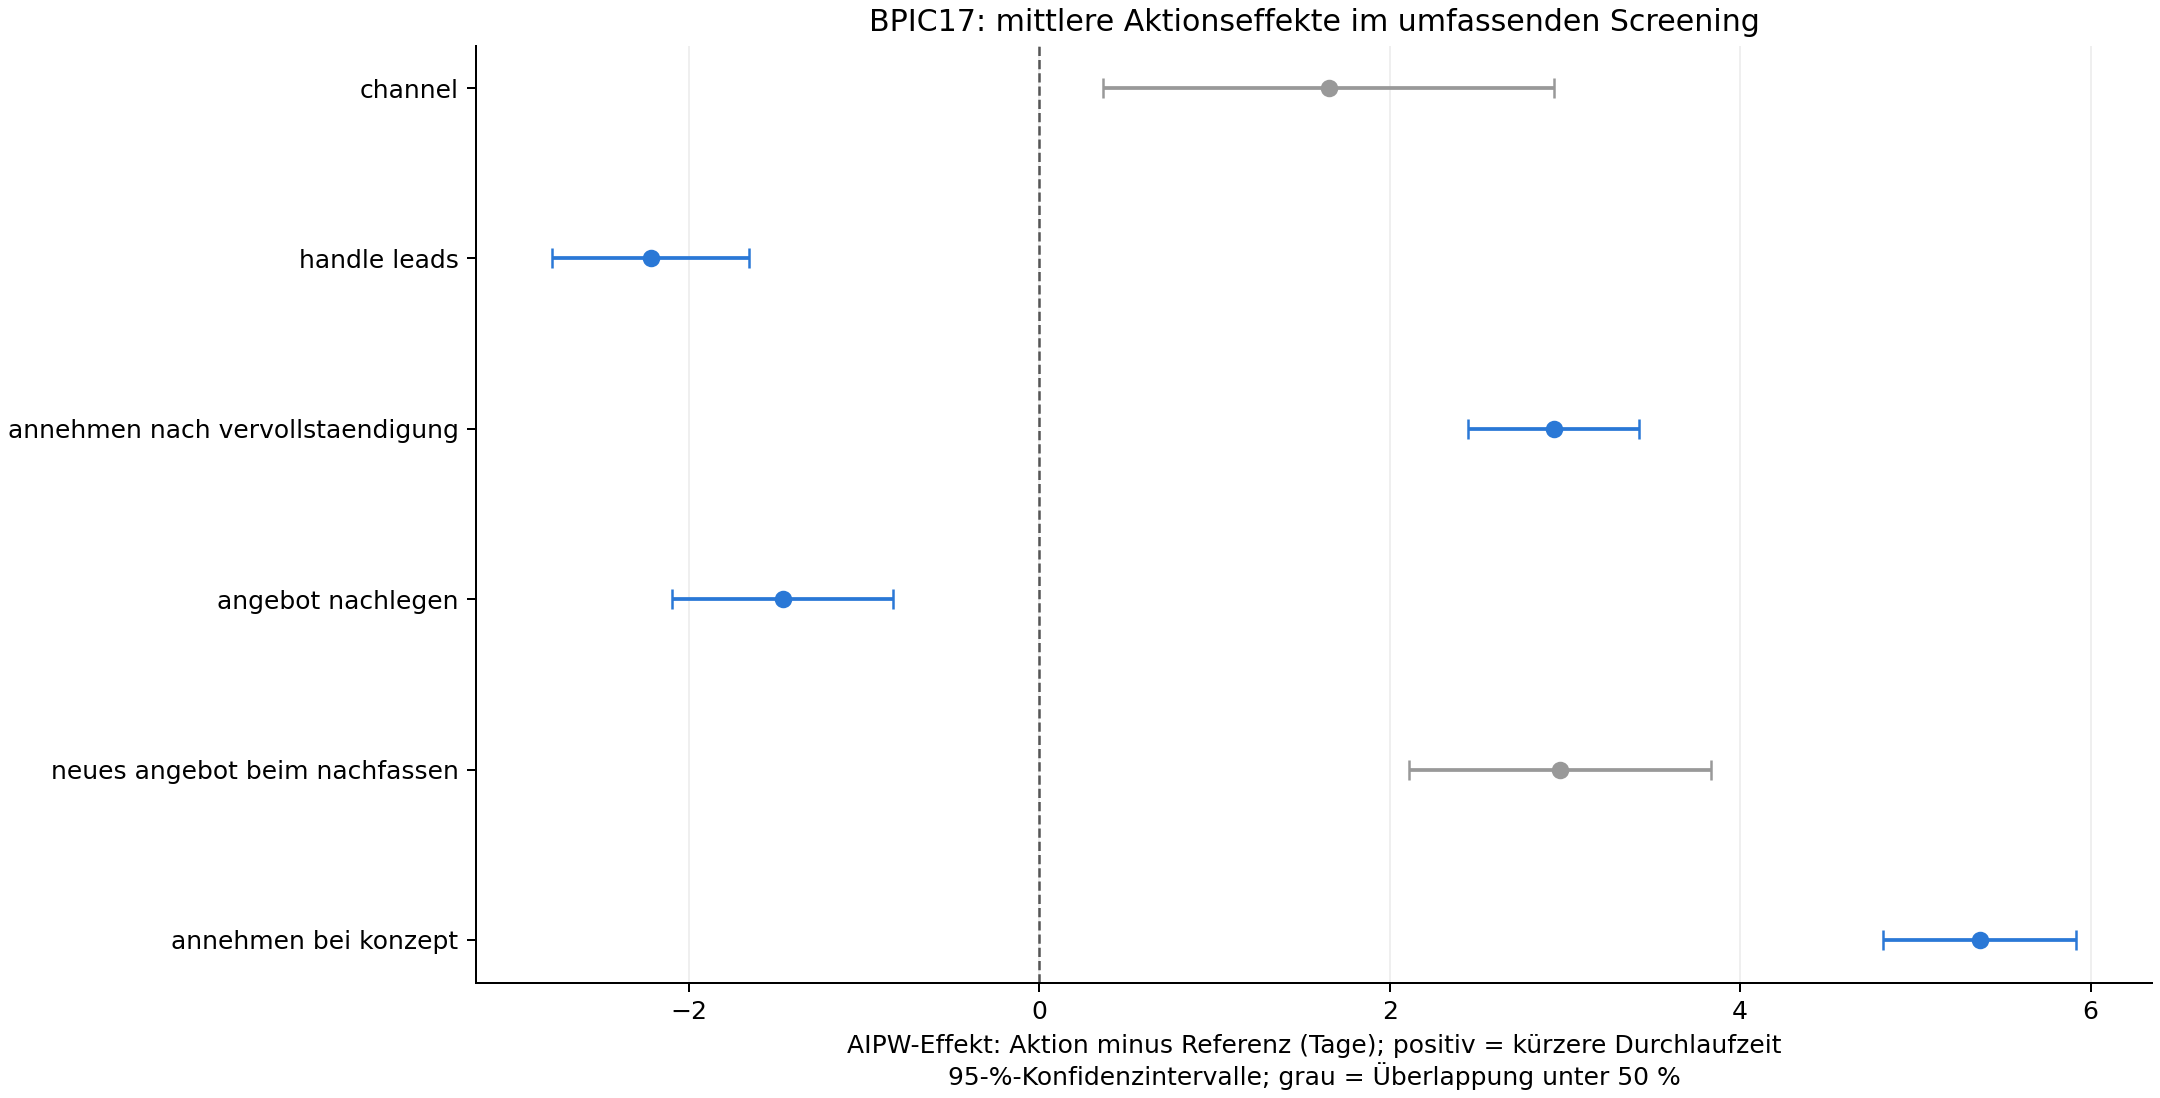 BPIC17: mittlere Aktionseffekte im umfassenden Screening
channel
handle leads
annehmen nach vervollstaendigung
angebot nachlegen
neues angebot beim nachfassen
annehmen bei konzept
−2 0 2 4 6
AIPW-Effekt: Aktion minus Referenz (Tage); positiv = kürzere Durchlaufzeit
95-%-Konfidenzintervalle; grau = Überlappung unter 50 %